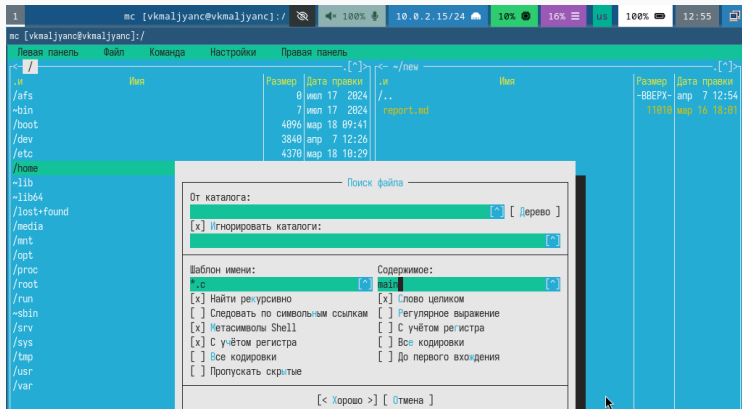 1 mc [vkmaljyanc@vkmaljyanc]:/ 100% 10.0.2.15/24 10% 16% us 100% 12:55
mc [vkmaljyanc@vkmaljyanc]:/
Левая панель Файл Команда Настройки Правая панель
<- / .[^]> <- ~/new .[^]>
.и Имя Размер Дата правки .и Имя Размер Дата правки
/afs 0 июл 17 2024 /.. -ВВЕРХ- апр 7 12:54
~bin 7 июл 17 2024 report.md 11010 мар 16 18:01
/boot 4096 мар 18 09:41
/dev 3840 апр 7 12:26
/etc 4370 мар 18 10:29
/home
~lib
~lib64
/lost+found
/media
/mnt
/opt
/proc
/root
/run
~sbin
/srv
/sys
/tmp
/usr
/var
Поиск файла
От каталога:
[^] [ Дерево ]
[x] Игнорировать каталоги:
[^]
Шаблон имени: Содержимое:
*.c [^] main [^]
[x] Найти рекурсивно [x] Слово целиком
[ ] Следовать по символьным ссылкам [ ] Регулярное выражение
[x] Метасимволы Shell [ ] С учётом регистра
[x] С учётом регистра [ ] Все кодировки
[ ] Все кодировки [ ] До первого вхождения
[ ] Пропускать скрытые
[< Хорошо >] [ Отмена ]